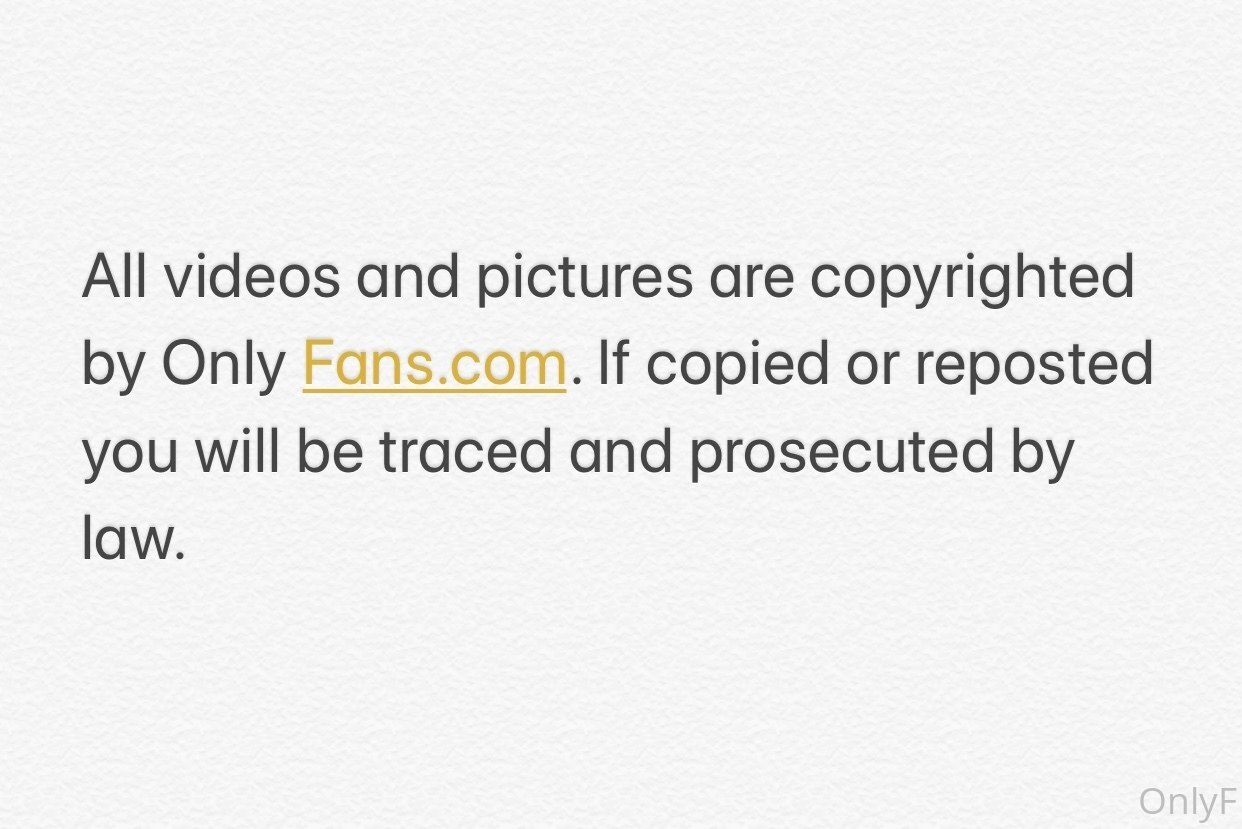 All videos and pictures are copyrighted
by Only Fans.com. If copied or reposted
you will be traced and prosecuted by
law.
OnlyF